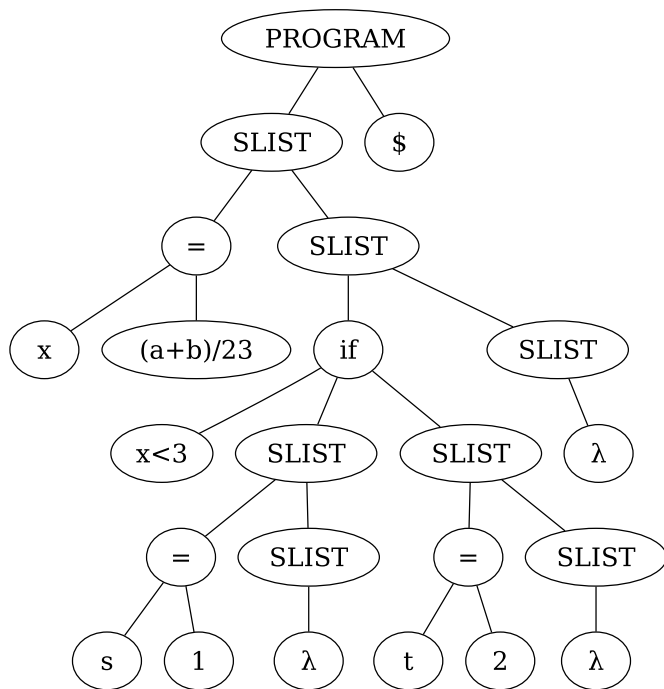 PROGRAM
SLIST
$
=
SLIST
x
(a+b)/23
if
SLIST
x<3
SLIST
SLIST
λ
=
SLIST
=
SLIST
s
1
λ
t
2
λ